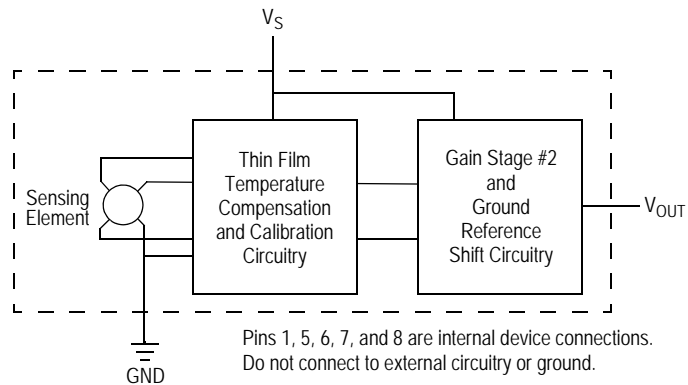 VS
Sensing
Element
Thin Film
Temperature
Compensation
and Calibration
Circuitry
Gain Stage #2
and
Ground
Reference
Shift Circuitry
VOUT
GND
Pins 1, 5, 6, 7, and 8 are internal device connections.
Do not connect to external circuitry or ground.